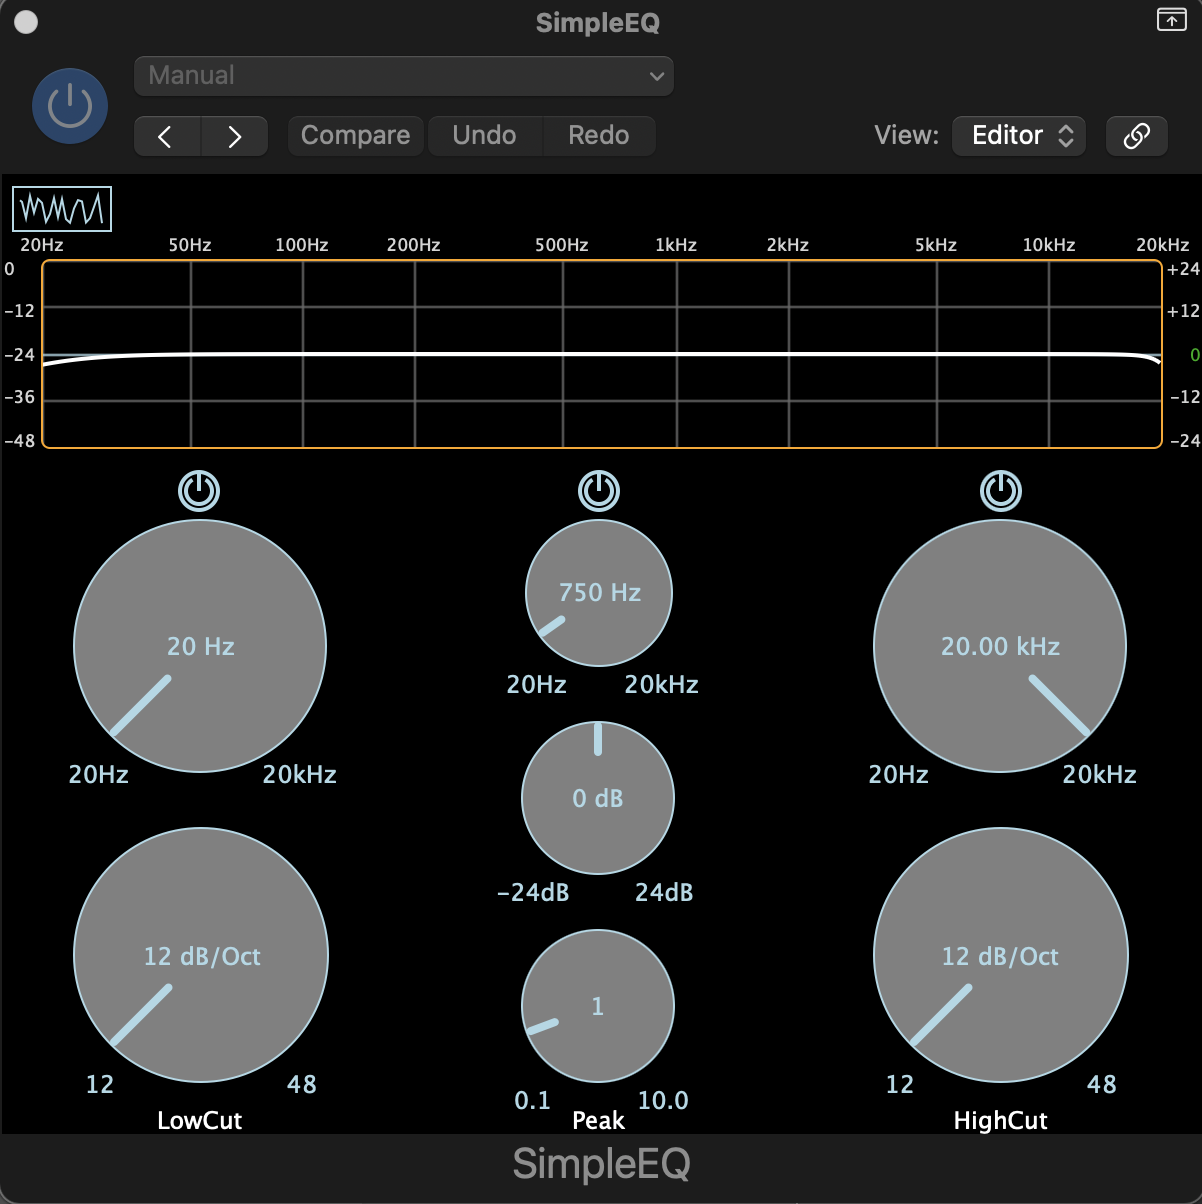 SimpleEQ
Manual
Compare Undo Redo View: Editor
20Hz 50Hz 100Hz 200Hz 500Hz 1kHz 2kHz 5kHz 10kHz 20kHz
0 +24
-12 +12
-24 0
-36 -12
-48 -24
750 Hz
20 Hz 20.00 kHz
20Hz 20kHz
20Hz 20kHz 20Hz 20kHz
0 dB
-24dB 24dB
12 dB/Oct 12 dB/Oct
1
12 48 12 48
0.1 10.0
LowCut Peak HighCut
SimpleEQ